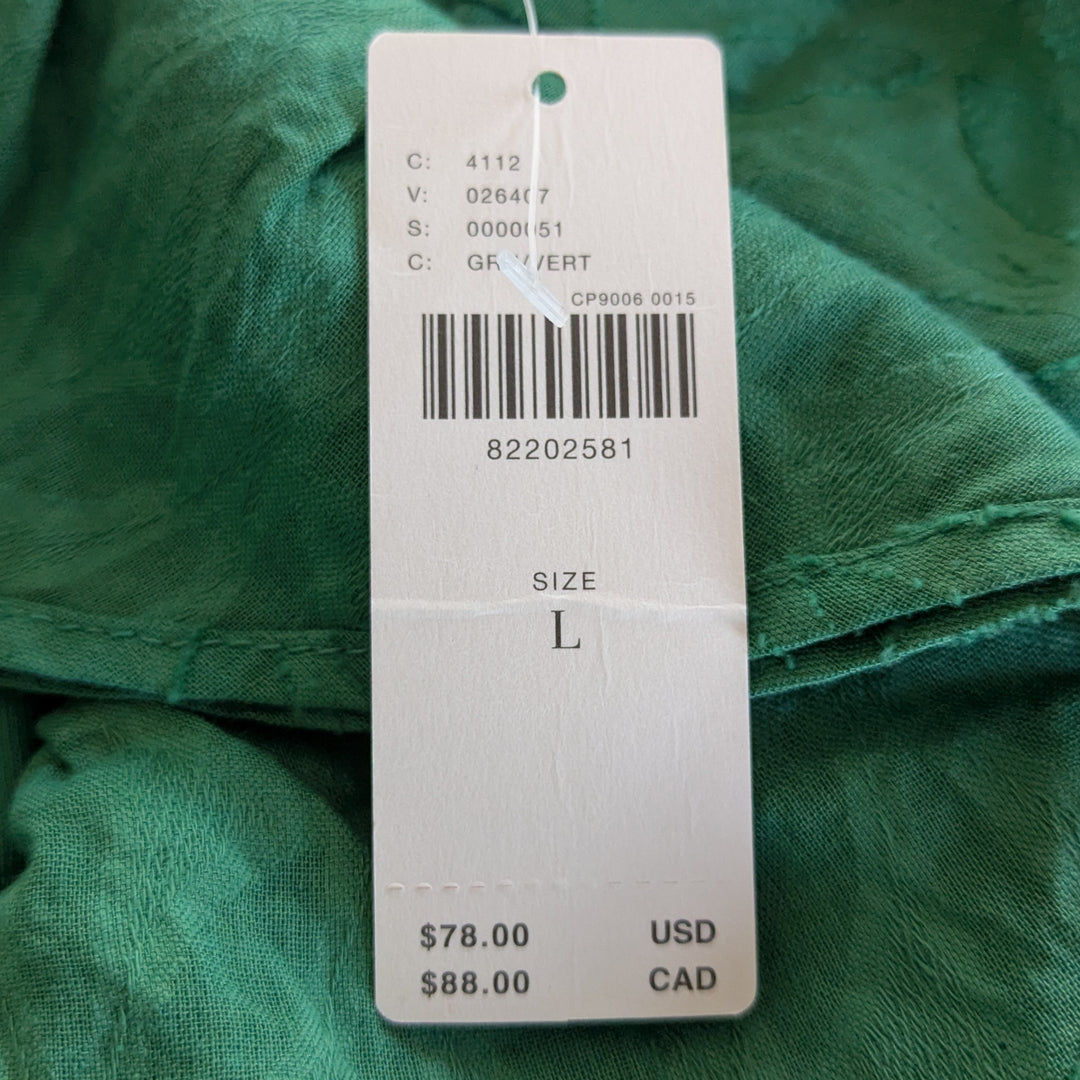 C: 4112
V: 026407
S: 0000051
C:
CP9006 0015
82202581
SIZE
L
$78.00 USD
$88.00 CAD